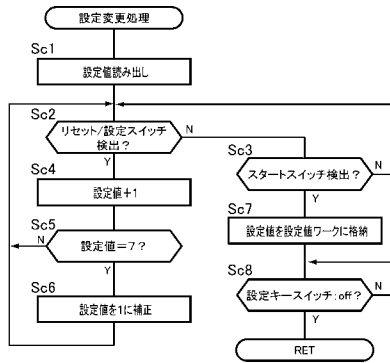 設定変更処理
Sc1
設定値読み出し
Sc2
リセット/設定スイッチ
検出?
N
Y
Sc3
スタートスイッチ検出?
N
Y
Sc4
設定値+1
Sc7
設定値を設定値ワークに格納
Sc5
設定値=7?
N
Y
Sc8
設定キースイッチ:off?
N
Y
Sc6
設定値を1に補正
RET